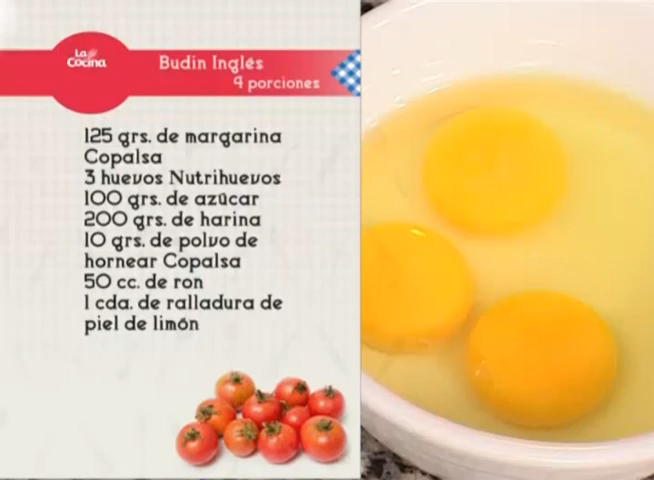 La
Cocina
Budín Inglés
4 porciones
125 grs. de margarina
Copalsa
3 huevos Nutrihuevos
100 grs. de azúcar
200 grs. de harina
10 grs. de polvo de
hornear Copalsa
50 cc. de ron
1 cda. de ralladura de
piel de limón